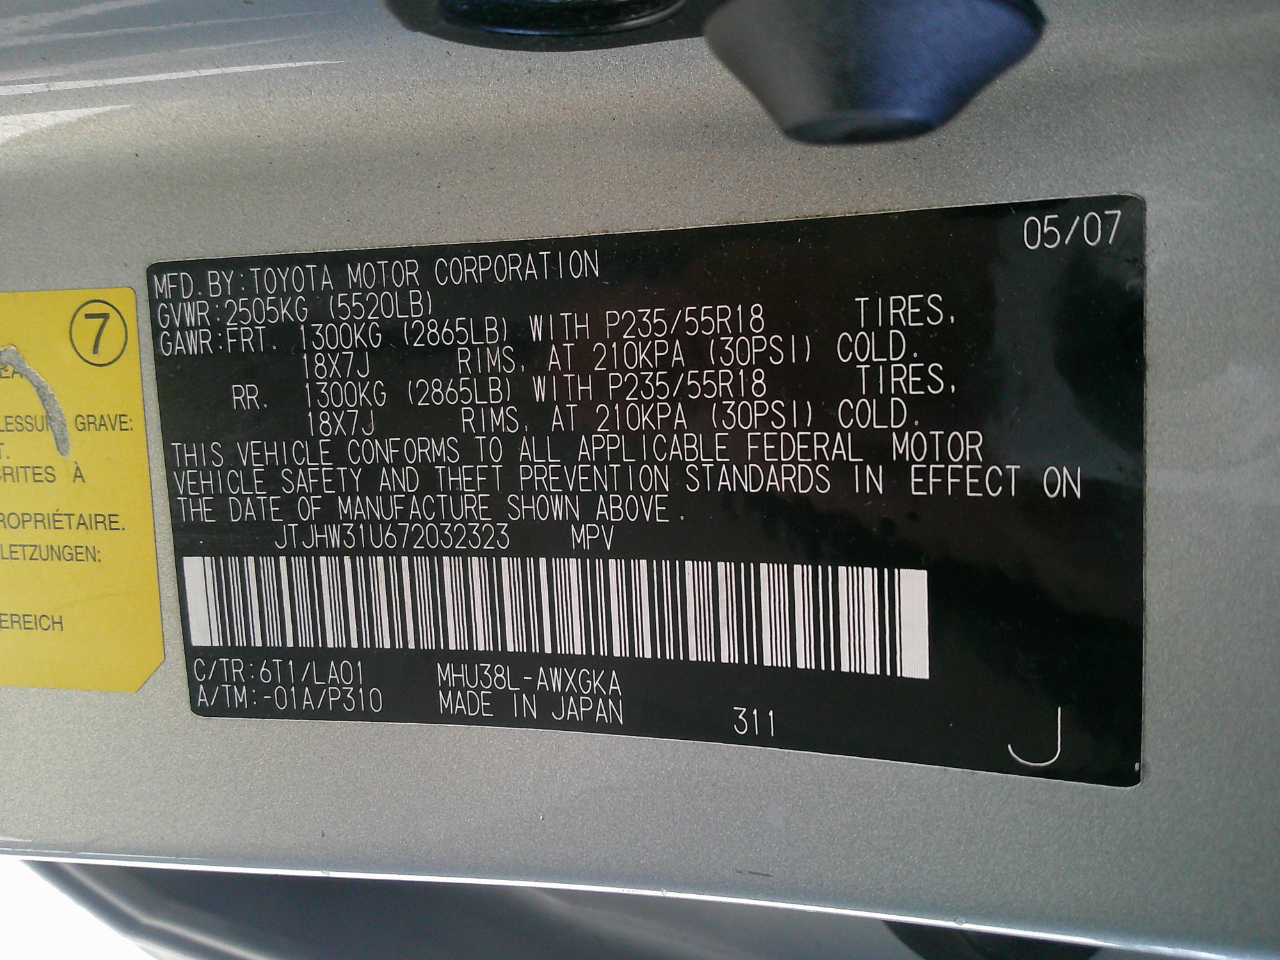 05/07
MFD. BY: TOYOTA MOTOR CORPORATION
GVWR: 2505KG (5520LB)
GAWR: FRT. 1300KG (2865LB) WITH P235/55R18 TIRES,
18X7J RIMS, AT 210KPA (30PSI) COLD.
RR. 1300KG (2865LB) WITH P235/55R18 TIRES,
18X7J RIMS, AT 210KPA (30PSI) COLD.
THIS VEHICLE CONFORMS TO ALL APPLICABLE FEDERAL MOTOR
VEHICLE SAFETY AND THEFT PREVENTION STANDARDS IN EFFECT ON
THE DATE OF MANUFACTURE SHOWN ABOVE.
JTJHW31U672032323 MPV
C/TR: 6T1/LA01 MHU38L-AWXGKA
A/TM: -01A/P310 MADE IN JAPAN
311
J
7
GRAVE:
T.
CRITES À
ROPRIÉTAIRE.
LETZUNGEN:
EREICH